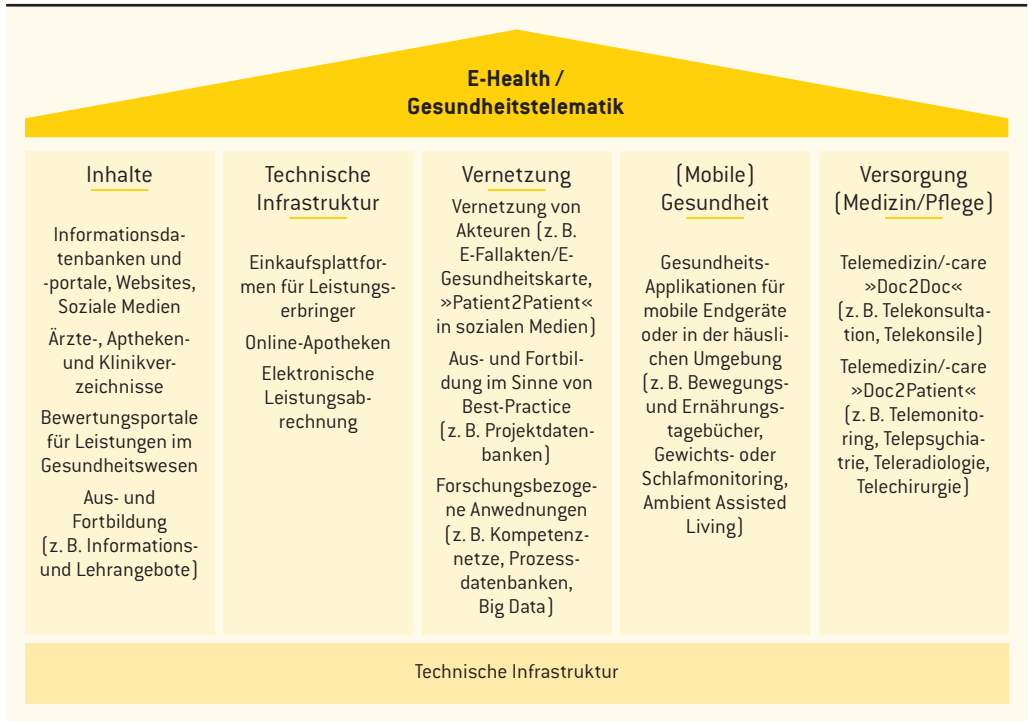 E-Health /
Gesundheitstelematik
Inhalte
Informationsda-
tenbanken und
-portale, Websites,
Soziale Medien
Ärzte-, Aptheken-
und Klinikver-
zeichnisse
Bewertungsportale
für Leistungen im
Gesundheitswesen
Aus- und
Fortbildung
(z. B. Informations-
und Lehrangebote)
Technische
Infrastruktur
Einkaufsplattfor-
men für Leistungs-
erbringer
Online-Apotheken
Elektronische
Leistungsab-
rechnung
Vernetzung
Vernetzung von
Akteuren (z. B.
E-Fallakten/E-
Gesundheitskarte,
»Patient2Patient«
in sozialen Medien)
Aus- und Fortbil-
dung im Sinne von
Best-Practice
(z. B. Projektdaten-
banken)
Forschungsbezoge-
ne Anwednungen
(z. B. Kompetenz-
netze, Prozess-
datenbanken,
Big Data)
(Mobile)
Gesundheit
Gesundheits-
Applikationen für
mobile Endgeräte
oder in der häusli-
chen Umgebung
(z. B. Bewegungs-
und Ernährungs-
tagebücher,
Gewichts- oder
Schlafmonitoring,
Ambient Assisted
Living)
Versorgung
(Medizin/Pflege)
Telemedizin/-care
»Doc2Doc«
(z. B. Telekonsulta-
tion, Telekonsile)
Telemedizin/-care
»Doc2Patient«
(z. B. Telemonito-
ring, Telepsychia-
trie, Teleradiologie,
Telechirurgie)
Technische Infrastruktur